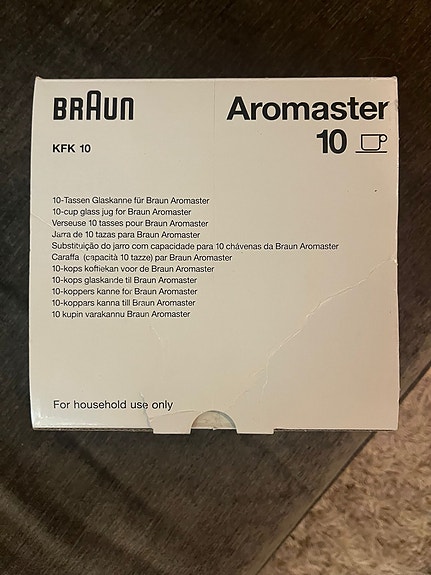 BRAUN
Aromaster
10
KFK 10
10-Tassen Glaskanne für Braun Aromaster
10-cup glass jug for Braun Aromaster
Verseuse 10 tasses pour Braun Aromaster
Jarra de 10 tazas para Braun Aromaster
Substituição do jarro com capacidade para 10 chávenas da Braun Aromaster
Caraffa (capacità 10 tazze) par Braun Aromaster
10-kops koffiekan voor de Braun Aromaster
10-kops glaskande til Braun Aromaster
10-koppers kanne for Braun Aromaster
10-koppars kanna till Braun Aromaster
10 kupin varakannu Braun Aromaster
For household use only